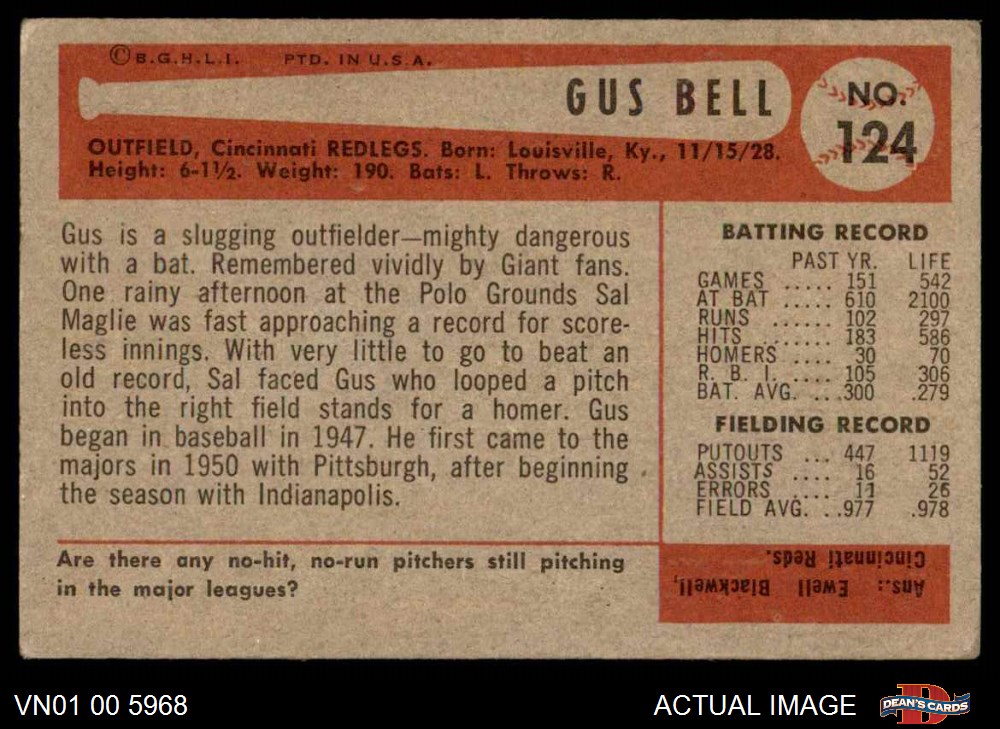 © B.G.H.L.I. PTD. IN U.S.A.
GUS BELL
NO.
124
OUTFIELD, Cincinnati REDLEGS. Born: Louisville, Ky., 11/15/28.
Height: 6-1½. Weight: 190. Bats: L. Throws: R.
Gus is a slugging outfielder—mighty dangerous
with a bat. Remembered vividly by Giant fans.
One rainy afternoon at the Polo Grounds Sal
Maglie was fast approaching a record for score-
less innings. With very little to go to beat an
old record, Sal faced Gus who looped a pitch
into the right field stands for a homer. Gus
began in baseball in 1947. He first came to the
majors in 1950 with Pittsburgh, after beginning
the season with Indianapolis.
BATTING RECORD
PAST YR. LIFE
GAMES ..... 151 542
AT BAT ..... 610 2100
RUNS ...... 102 297
HITS ....... 183 586
HOMERS .... 30 70
R. B. I. .... 105 306
BAT. AVG. ...300 .279
FIELDING RECORD
PUTOUTS ... 447 1119
ASSISTS .... 16 52
ERRORS .... 11 26
FIELD AVG. ..977 .978
Are there any no-hit, no-run pitchers still pitching
in the major leagues?
Ans.: Ewell Blackwell,
Cincinnati Reds.
VN01 00 5968
ACTUAL IMAGE
DEAN'S CARDS